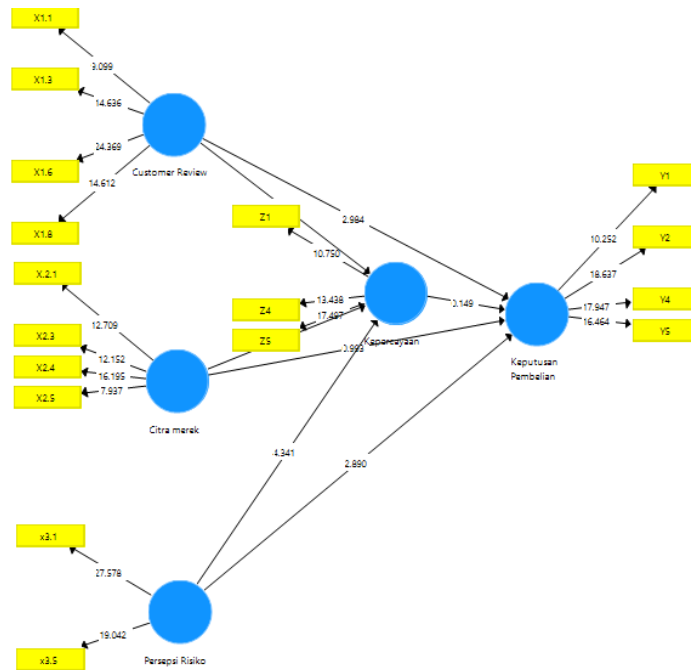 X1.1
X1.3
14.636
24.369
X1.6
14.612
Customer Review
X1.8
Z1
10.750
2.984
Y1
10.252
Y2
18.637
X.2.1
12.709
X2.3
12.152
X2.4
16.195
X2.5
7.937
Citra merek
Z4
13.438
17.487
Z5
Kepercayaan
0.149
17.947
Y4
16.464
Y5
Keputusan
Pembelian
4.341
2.890
x3.1
27.578
19.042
x3.5
Persepsi Risiko